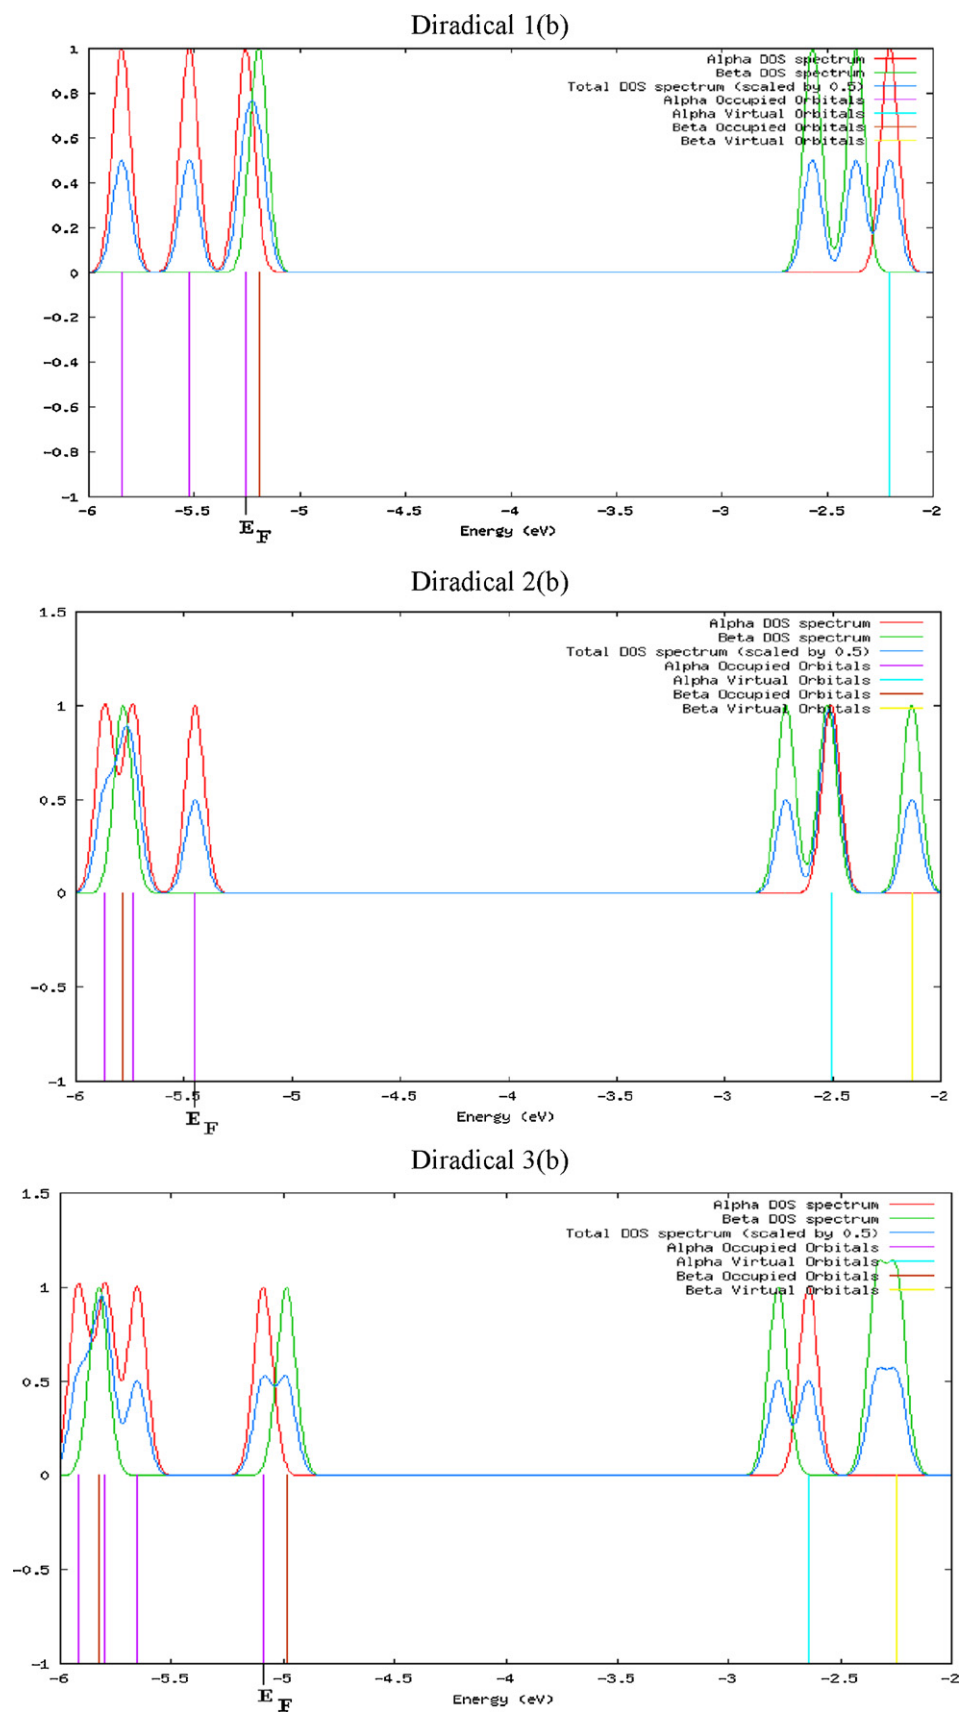 Diradical 1(b)
1
0.8
0.6
0.4
0.2
0
-0.2
-0.4
-0.6
-0.8
-1
Alpha DOS spectrum
Beta DOS spectrum
Total DOS spectrum (scaled by 0.5)
Alpha Occupied Orbitals
Alpha Virtual Orbitals
Beta Occupied Orbitals
Beta Virtual Orbitals
-6 -5.5 -5 -4.5 -4 -3.5 -3 -2.5 -2
E F
Energy (eV)
Diradical 2(b)
1.5
1
0.5
0
-0.5
-1
Alpha DOS spectrum
Beta DOS spectrum
Total DOS spectrum (scaled by 0.5)
Alpha Occupied Orbitals
Alpha Virtual Orbitals
Beta Occupied Orbitals
Beta Virtual Orbitals
-6 -5.5 -5 -4.5 -4 -3.5 -3 -2.5 -2
E F
Energy (eV)
Diradical 3(b)
1.5
1
0.5
0
-0.5
-1
Alpha DOS spectrum
Beta DOS spectrum
Total DOS spectrum (scaled by 0.5)
Alpha Occupied Orbitals
Alpha Virtual Orbitals
Beta Occupied Orbitals
Beta Virtual Orbitals
-6 -5.5 -5 -4.5 -4 -3.5 -3 -2.5 -2
E F
Energy (eV)